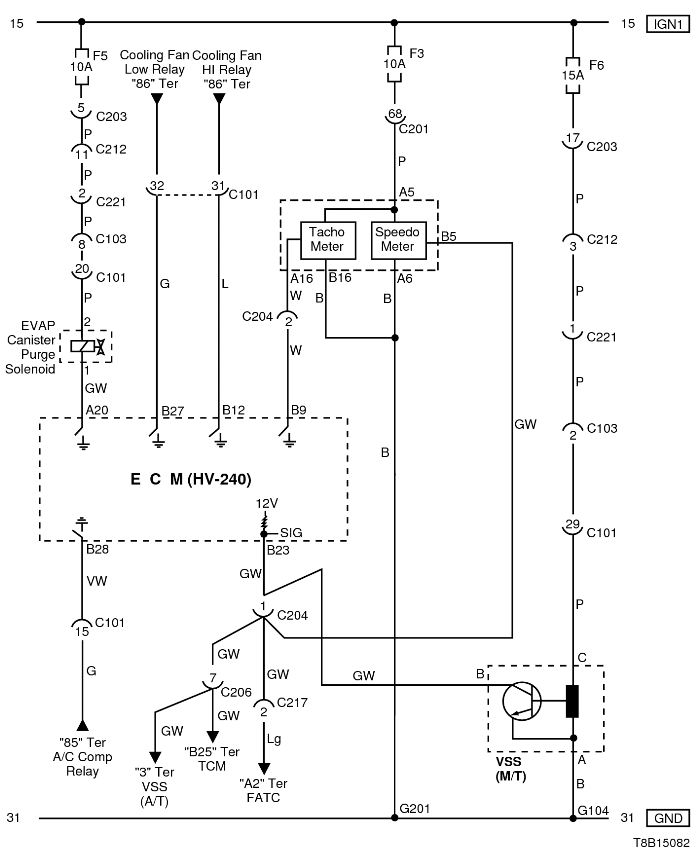 15
15 IGN1
F5
10A
Cooling Fan
Low Relay
"86" Ter
Cooling Fan
HI Relay
"86" Ter
F3
10A
F6
15A
5
C203
P
11
C212
P
2
C221
P
8
C103
20
C101
P
2
EVAP
Canister
Purge
Solenoid
1
GW
A20
32
31
C101
G
L
B27
B12
68
C201
P
A5
Tacho
Meter
Speedo
Meter
B5
A16
B16
A6
W
B
B
C204
2
W
B9
B
GW
17
C203
P
3
C212
P
1
C221
P
2
C103
29
C101
P
C
E C M (HV-240)
12V
SIG
B28
B23
VW
GW
15
C101
G
"85" Ter
A/C Comp
Relay
1
C204
GW
GW
7
C206
GW
GW
2
C217
Lg
"3" Ter
VSS
(A/T)
"B25" Ter
TCM
"A2" Ter
FATC
GW
B
VSS
(M/T)
A
B
G201
G104
31
31 GND
T8B15082